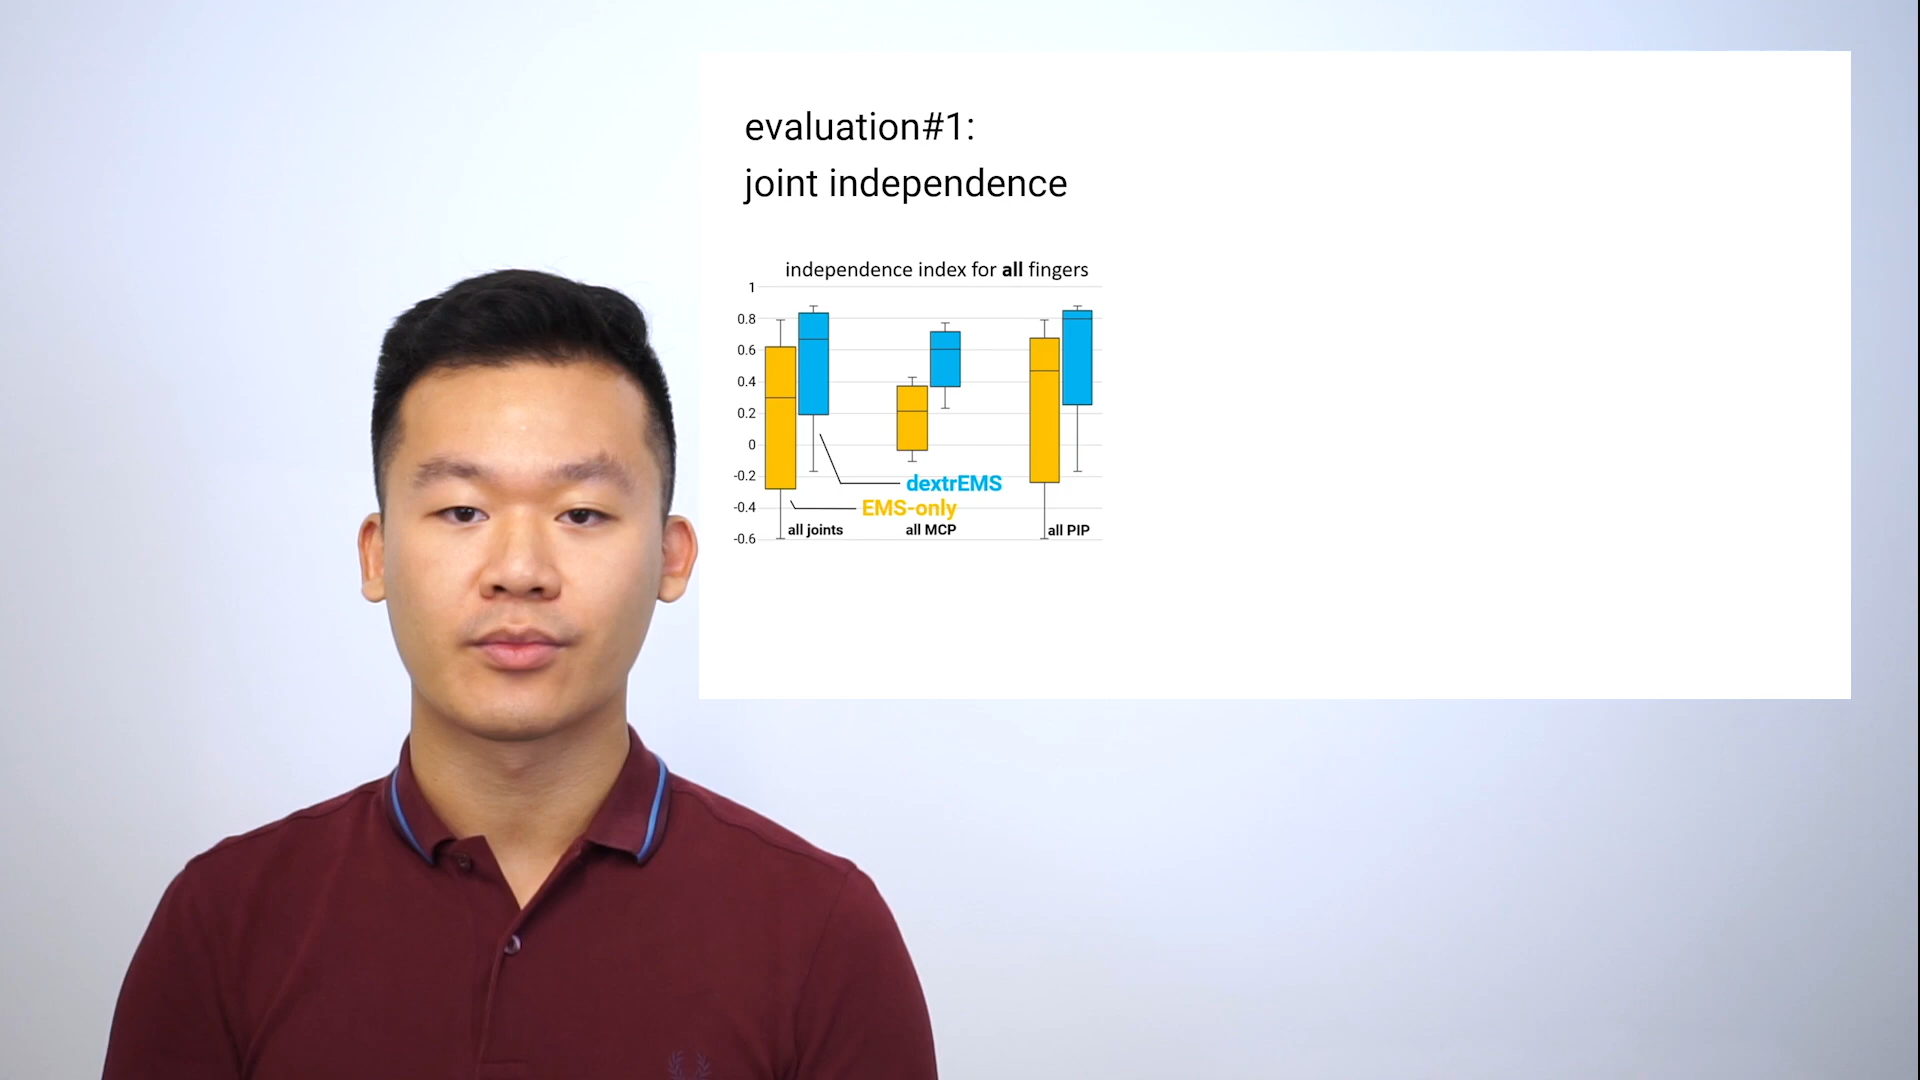 evaluation#1:
joint independence
independence index for all fingers
1
0.8
0.6
0.4
0.2
0
-0.2
-0.4
-0.6
dextrEMS
EMS-only
all joints
all MCP
all PIP